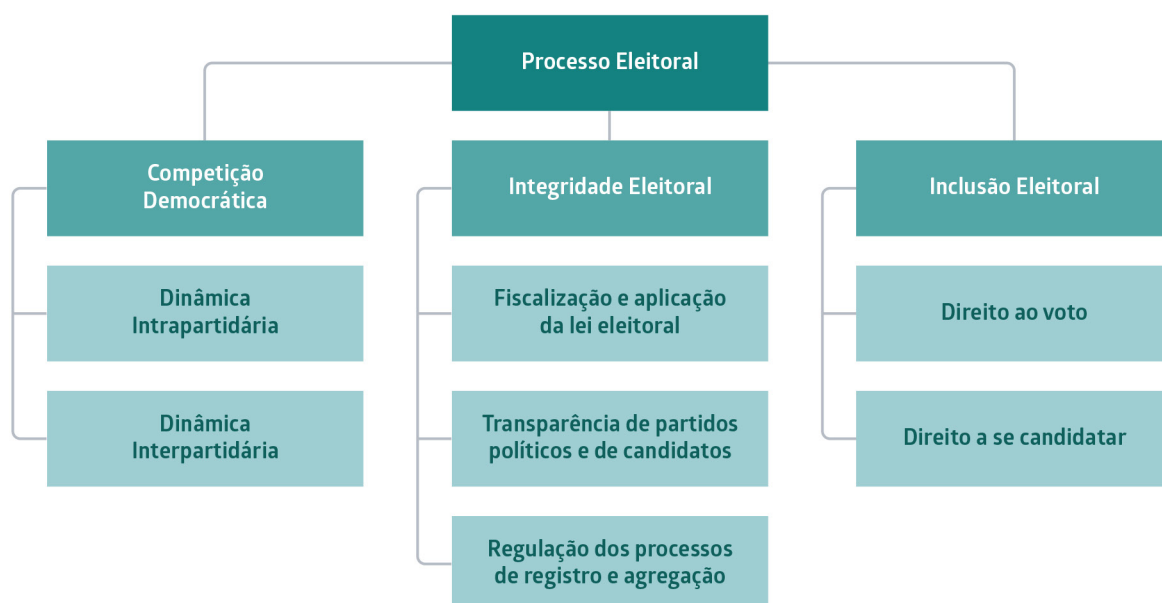 Processo Eleitoral
Competição
Democrática
Dinâmica
Intrapartidária
Dinâmica
Interpartidária
Integridade Eleitoral
Fiscalização e aplicação
da lei eleitoral
Transparência de partidos
políticos e de candidatos
Regulação dos processos
de registro e agregação
Inclusão Eleitoral
Direito ao voto
Direito a se candidatar